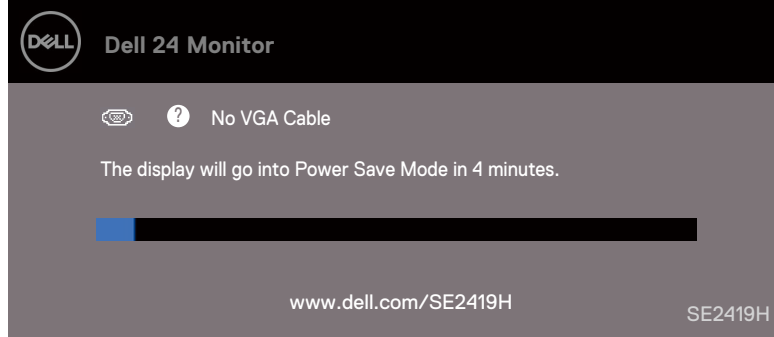 DELL
Dell 24 Monitor
? No VGA Cable
The display will go into Power Save Mode in 4 minutes.
www.dell.com/SE2419H
SE2419H